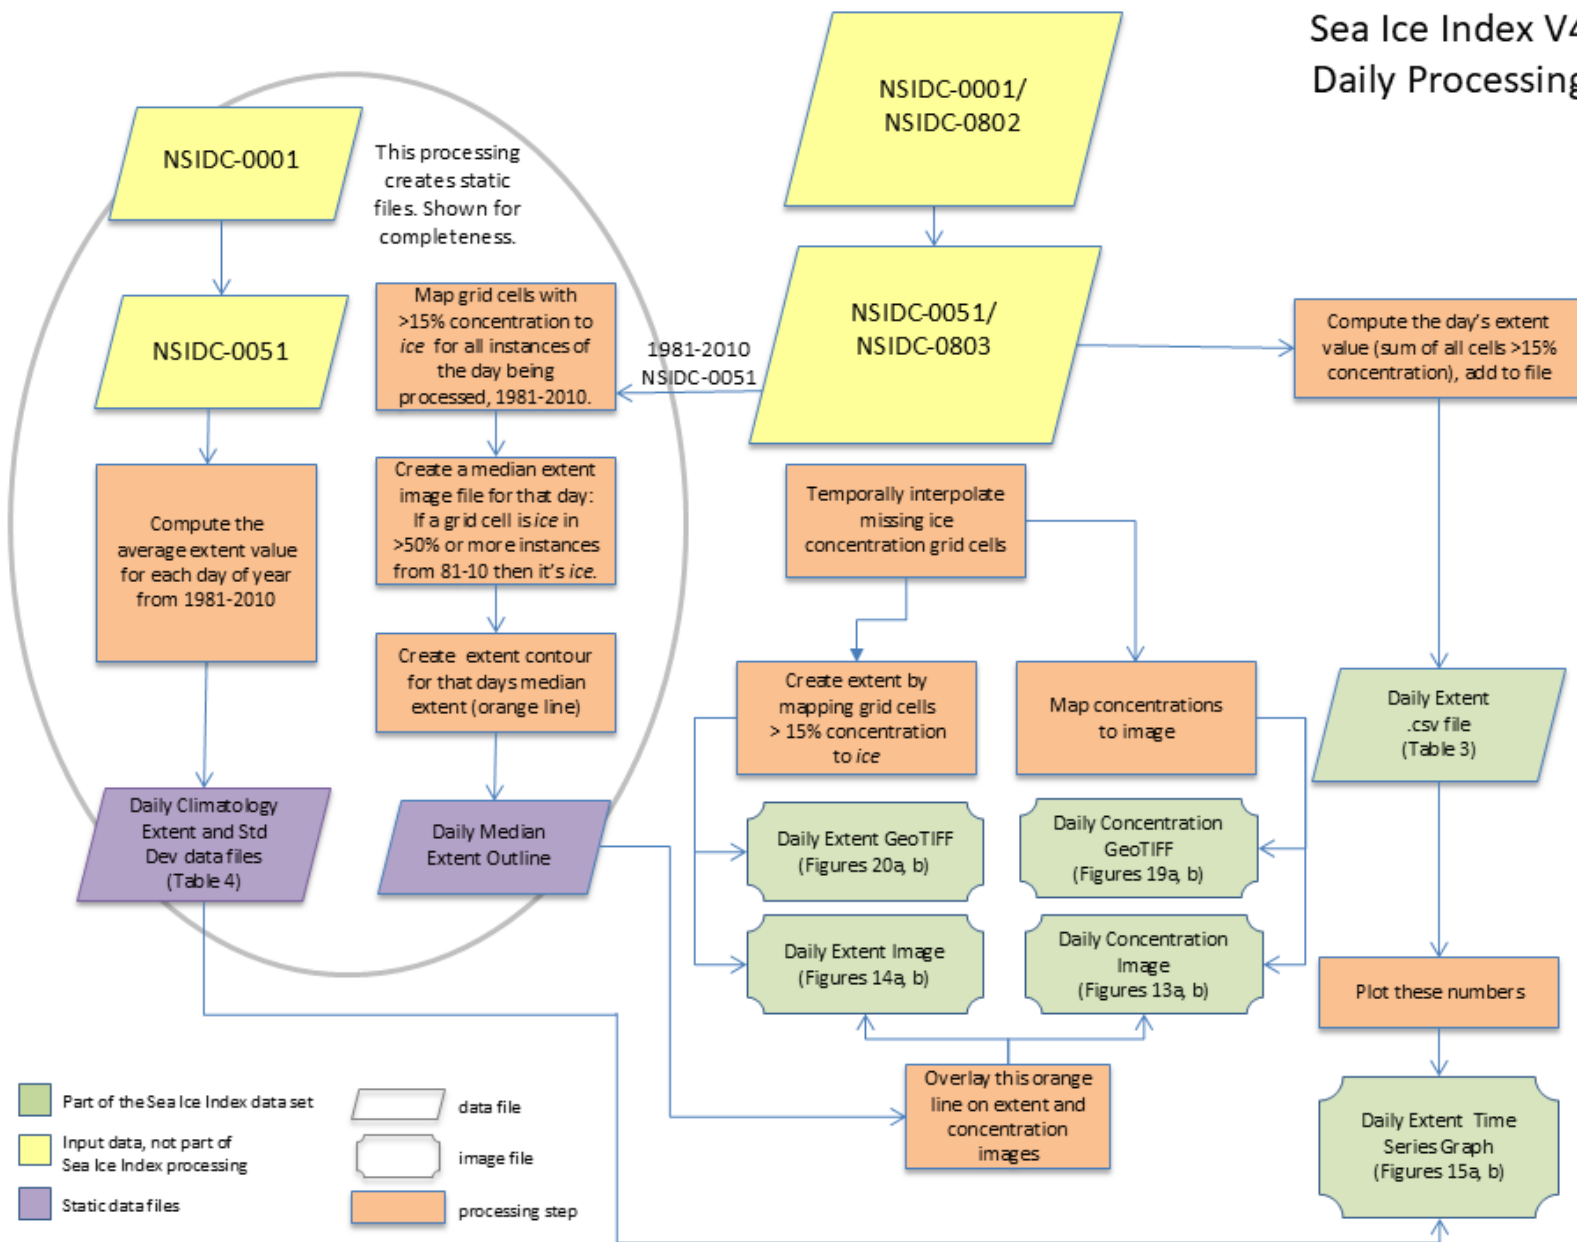 Sea Ice Index V4
Daily Processing
NSIDC-0001/
NSIDC-0802
NSIDC-0001
This processing
creates static
files. Shown for
completeness.
NSIDC-0051
Map grid cells with
>15% concentration to
ice for all instances of
the day being
processed, 1981-2010.
1981-2010
NSIDC-0051
NSIDC-0051/
NSIDC-0803
Compute the day's extent
value (sum of all cells >15%
concentration), add to file
Compute the
average extent value
for each day of year
from 1981-2010
Create a median extent
image file for that day:
If a grid cell is ice in
>50% or more instances
from 81-10 then it's ice.
Temporally interpolate
missing ice
concentration grid cells
Create extent contour
for that days median
extent (orange line)
Create extent by
mapping grid cells
> 15% concentration
to ice
Map concentrations
to image
Daily Extent
.csv file
(Table 3)
Daily Climatology
Extent and Std
Dev data files
(Table 4)
Daily Median
Extent Outline
Daily Extent GeoTIFF
(Figures 20a, b)
Daily Concentration
GeoTIFF
(Figures 19a, b)
Daily Extent Image
(Figures 14a, b)
Daily Concentration
Image
(Figures 13a, b)
Plot these numbers
Overlay this orange
line on extent and
concentration
images
Daily Extent Time
Series Graph
(Figures 15a, b)
Part of the Sea Ice Index data set
Input data, not part of
Sea Ice Index processing
Static data files
data file
image file
processing step